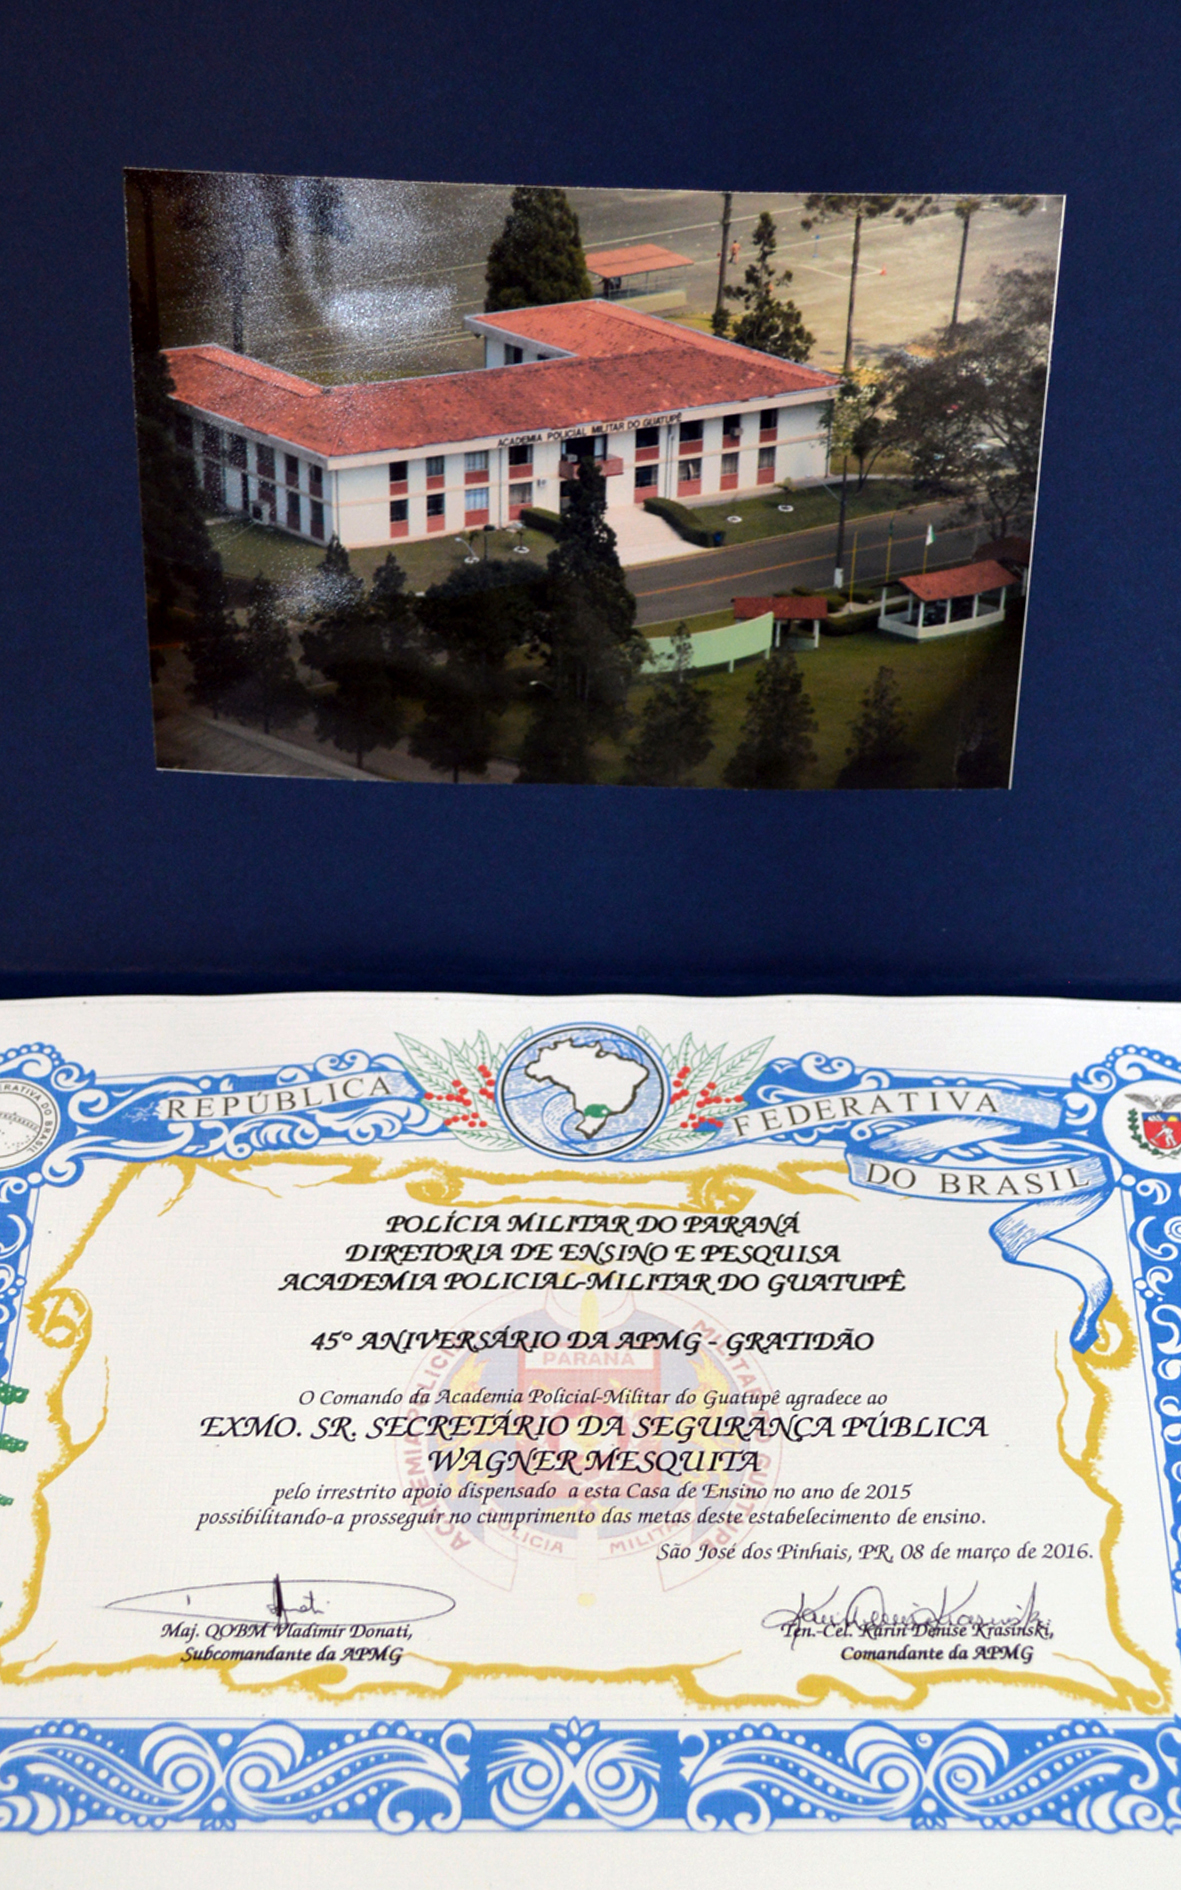 ACADEMIA POLICIAL MILITAR DO GUATUPÊ
REPÚBLICA
FEDERATIVA
DO BRASIL
POLÍCIA MILITAR DO PARANÁ
DIRETORIA DE ENSINO E PESQUISA
ACADEMIA POLICIAL-MILITAR DO GUATUPÊ
45º ANIVERSÁRIO DA APMG - GRATIDÃO
PARANÁ
O Comando da Academia Policial-Militar do Guatupê agradece ao
EXMO. SR. SECRETÁRIO DA SEGURANÇA PÚBLICA
WAGNER MESQUITA
pelo irrestrito apoio dispensado a esta Casa de Ensino no ano de 2015
possibilitando-a prosseguir no cumprimento das metas deste estabelecimento de ensino.
POLICIA MILITAR
São José dos Pinhais, PR, 08 de março de 2016.
Maj. QOBM Vladimir Donati,
Subcomandante da APMG
Ten.-Cel. Karin Denise Krasinski,
Comandante da APMG